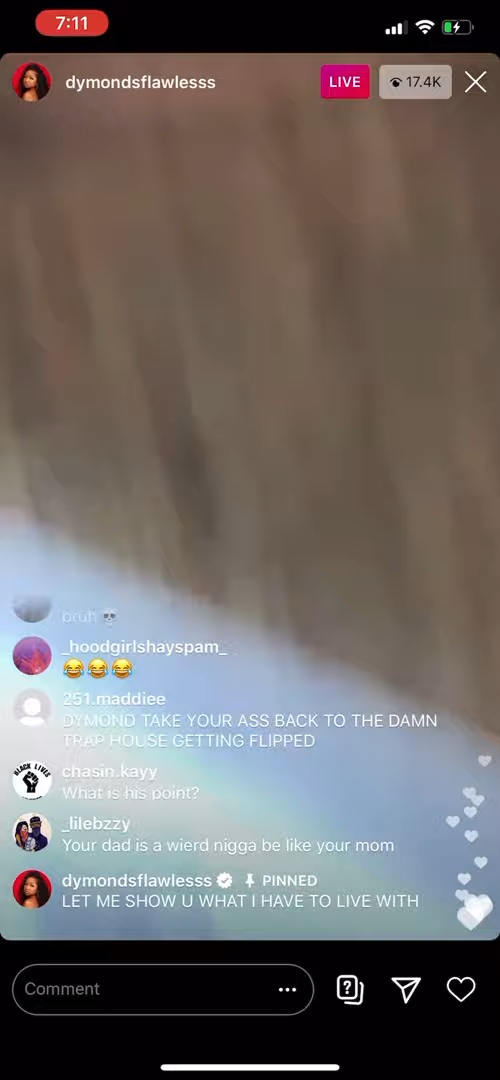 7:11
dymondsflawlesss
LIVE
17.4K
bruh 💀
_hoodgirlshayspam_
😂😂😂
251.maddiee
DYMOND TAKE YOUR ASS BACK TO THE DAMN
TRAP HOUSE GETTING FLIPPED
BLACK LIVES
chasin.kayy
What is his point?
_lilebzzy
Your dad is a wierd nigga be like your mom
dymondsflawlesss PINNED
LET ME SHOW U WHAT I HAVE TO LIVE WITH
Comment